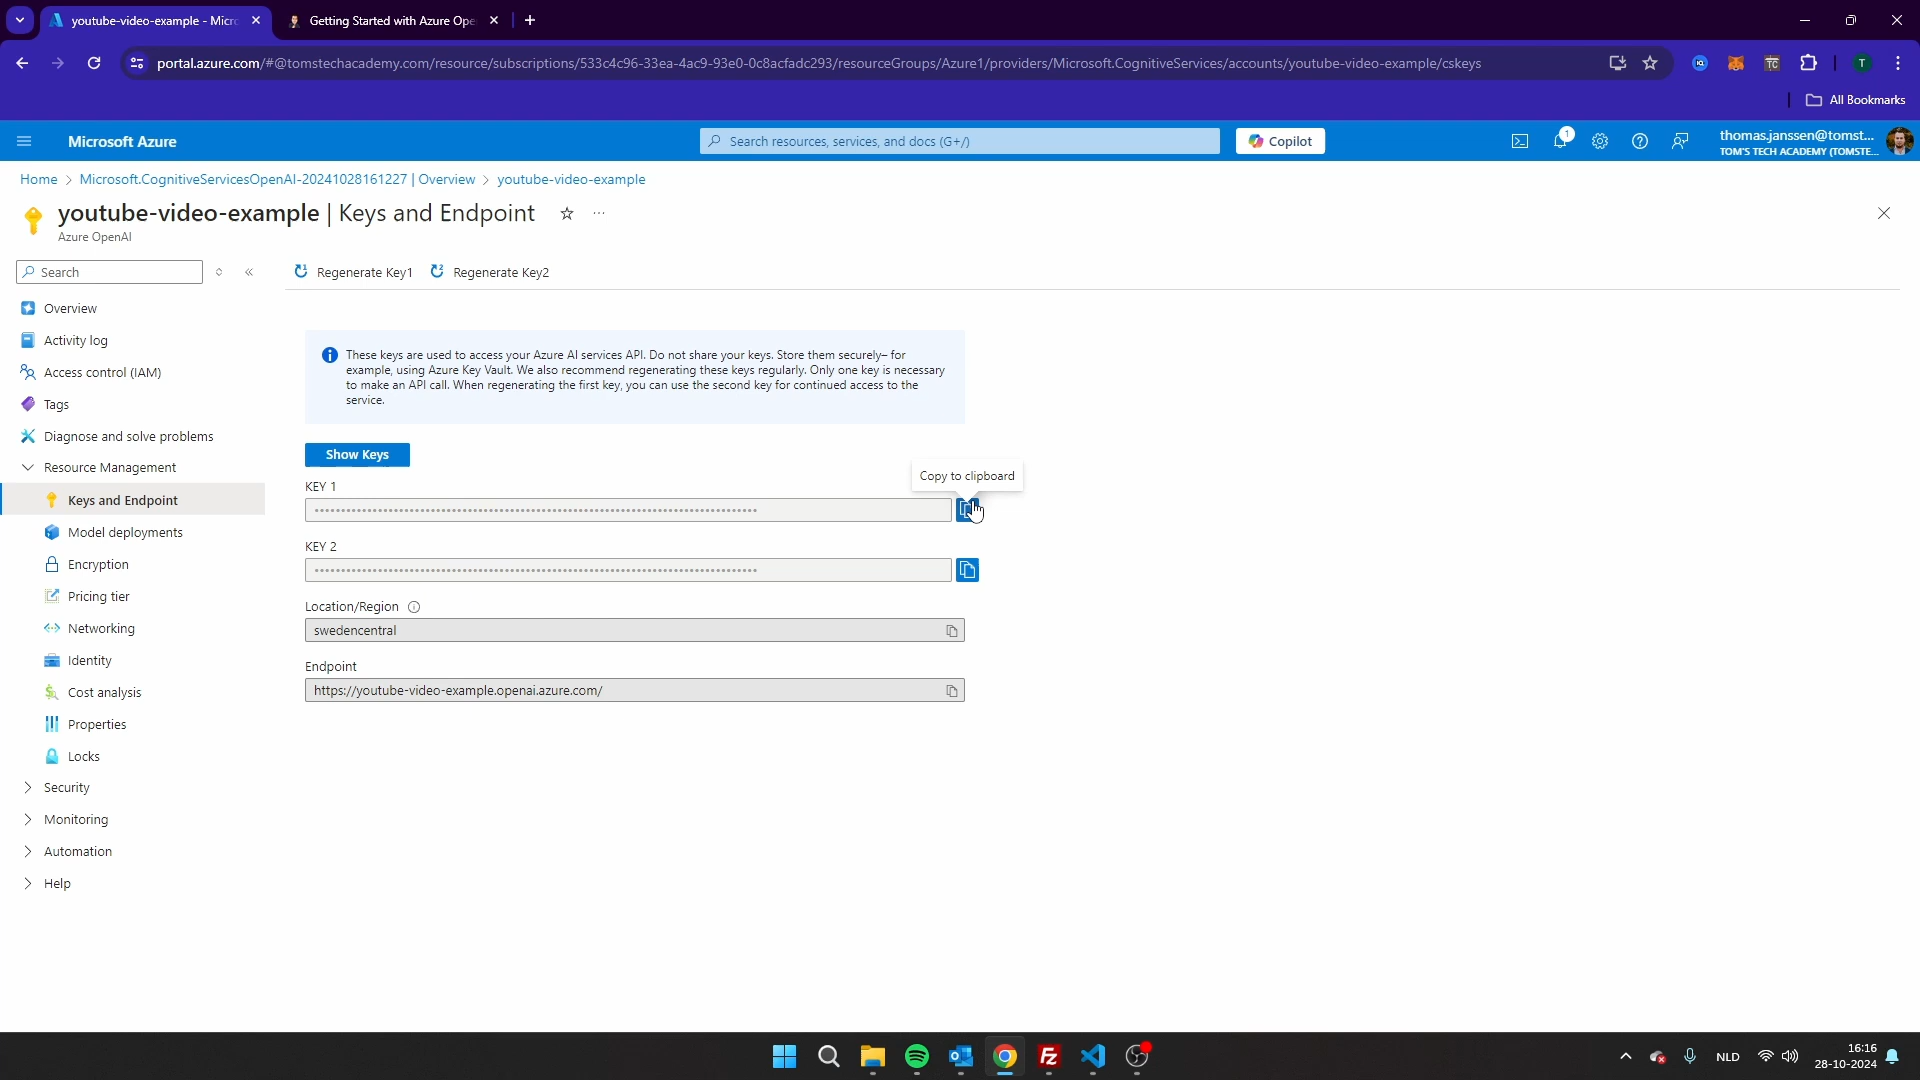 youtube-video-example - Micr
Getting Started with Azure Ope
portal.azure.com/#@tomstechacademy.com/resource/subscriptions/533c4c96-33ea-4ac9-93e0-0c8acfadc293/resourceGroups/Azure1/providers/Microsoft.CognitiveServices/accounts/youtube-video-example/cskeys
TC
T
All Bookmarks
Microsoft Azure
Search resources, services, and docs (G+/)
Copilot
1
thomas.janssen@tomst...
TOM'S TECH ACADEMY (TOMSTE...
Home > Microsoft.CognitiveServicesOpenAI-20241028161227 | Overview > youtube-video-example
youtube-video-example | Keys and Endpoint
Azure OpenAI
Search
Regenerate Key1
Regenerate Key2
Overview
Activity log
Access control (IAM)
Tags
Diagnose and solve problems
Resource Management
Keys and Endpoint
Model deployments
Encryption
Pricing tier
Networking
Identity
Cost analysis
Properties
Locks
Security
Monitoring
Automation
Help
These keys are used to access your Azure AI services API. Do not share your keys. Store them securely– for
example, using Azure Key Vault. We also recommend regenerating these keys regularly. Only one key is necessary
to make an API call. When regenerating the first key, you can use the second key for continued access to the
service.
Show Keys
Copy to clipboard
KEY 1
KEY 2
Location/Region
swedencentral
Endpoint
https://youtube-video-example.openai.azure.com/
NLD
16:16
28-10-2024